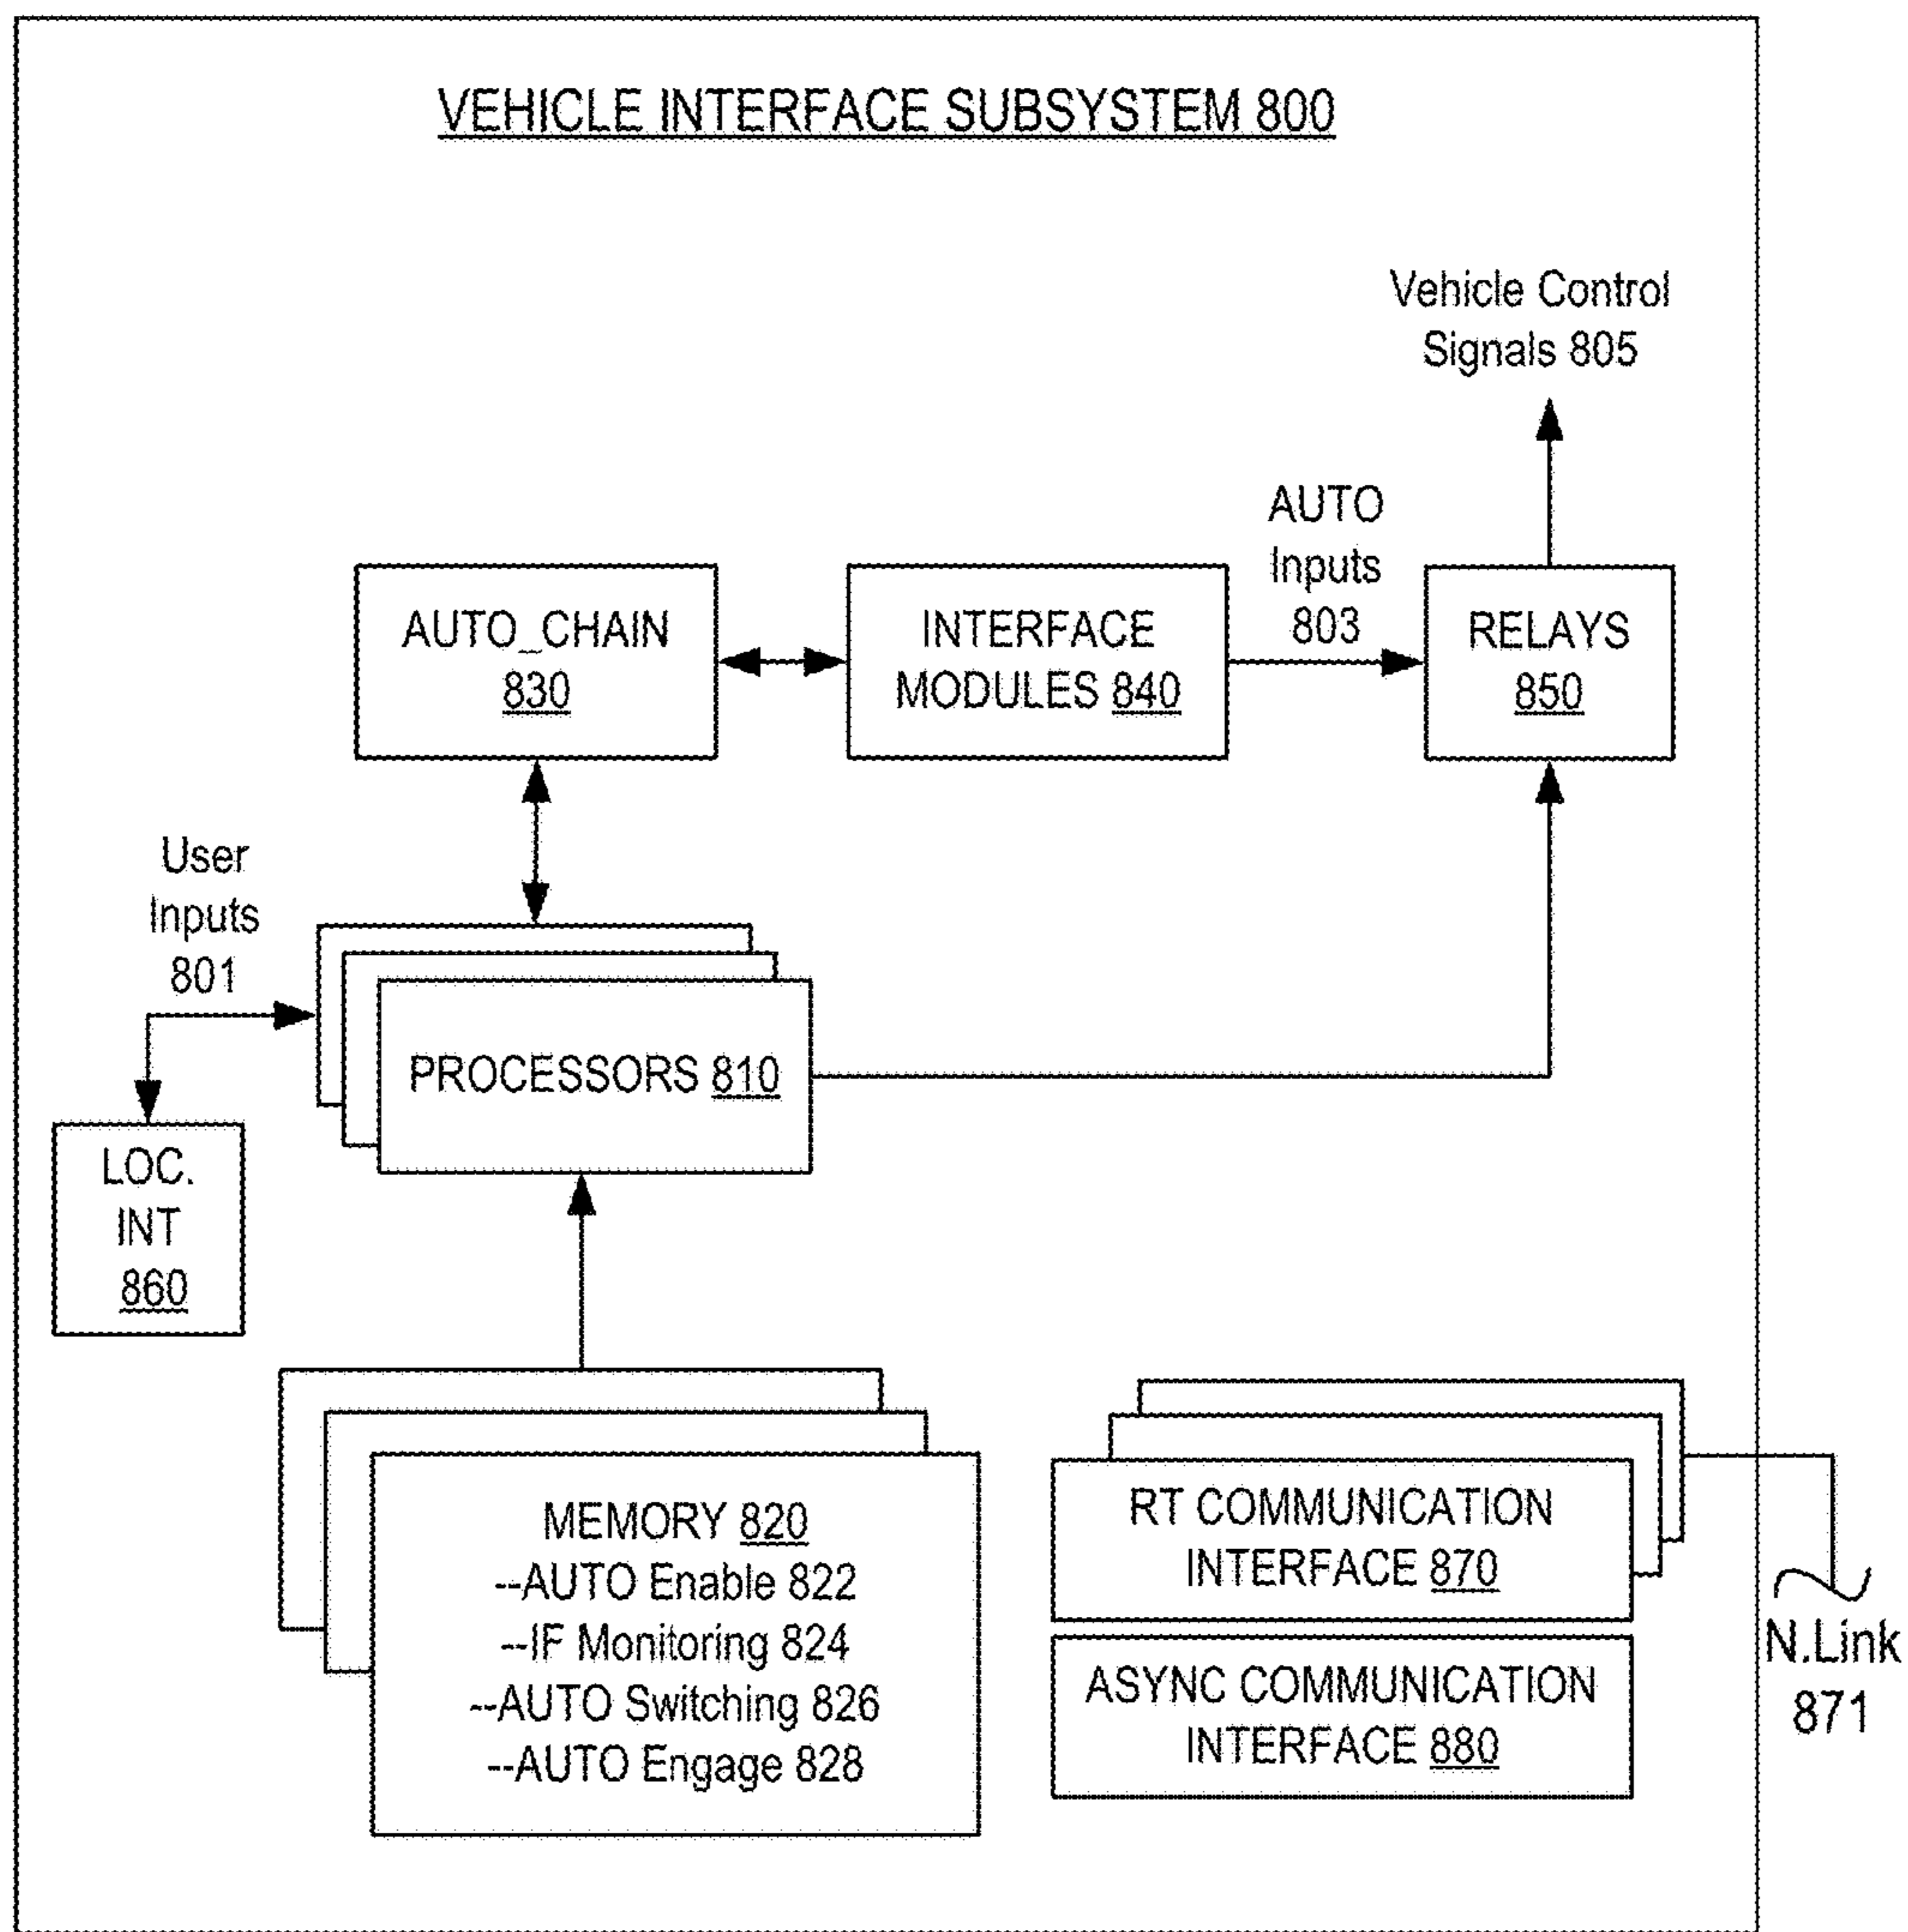 VEHICLE INTERFACE SUBSYSTEM 800
Vehicle Control
Signals 805
AUTO
Inputs
803
AUTO_CHAIN
830
INTERFACE
MODULES 840
RELAYS
850
User
Inputs
801
PROCESSORS 810
LOC.
INT
860
MEMORY 820
--AUTO Enable 822
--IF Monitoring 824
--AUTO Switching 826
--AUTO Engage 828
RT COMMUNICATION
INTERFACE 870
ASYNC COMMUNICATION
INTERFACE 880
N.Link
871